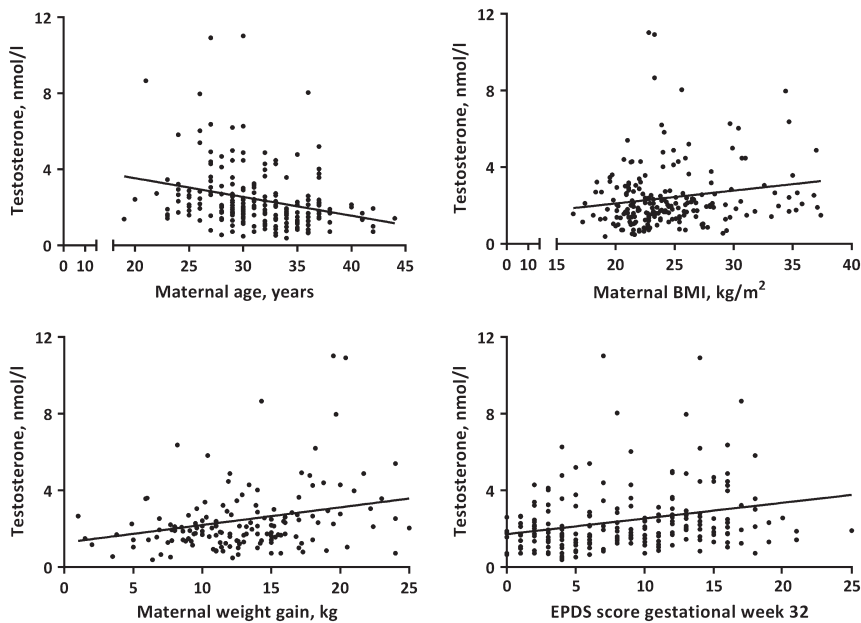 12
8
4
0
Testosterone, nmol/l
0 10 20 25 30 35 40 45
Maternal age, years
12
8
4
0
Testosterone, nmol/l
0 10 15 20 25 30 35 40
Maternal BMI, kg/m²
12
8
4
0
Testosterone, nmol/l
0 5 10 15 20 25
Maternal weight gain, kg
12
8
4
0
Testosterone, nmol/l
0 5 10 15 20 25
EPDS score gestational week 32